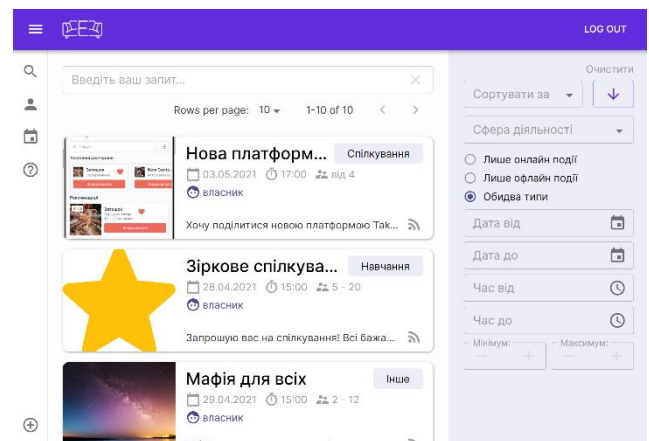 LOG OUT
Введіть ваш запит...
Rows per page: 10 1-10 of 10
Нова платформ... Спілкування
03.05.2021 17:00 від 4
власник
Хочу поділитися новою платформою Tak...
Зіркове спілкува... Навчання
28.04.2021 15:00 5 - 20
власник
Запрошую вас на спілкування! Всі бажа...
Мафія для всіх Інше
29.04.2021 15:00 2 - 12
власник
Очистити
Сортувати за
Сфера діяльності
Лише онлайн події
Лише офлайн події
Обидва типи
Дата від
Дата до
Час від
Час до
Мінімум: Максимум: